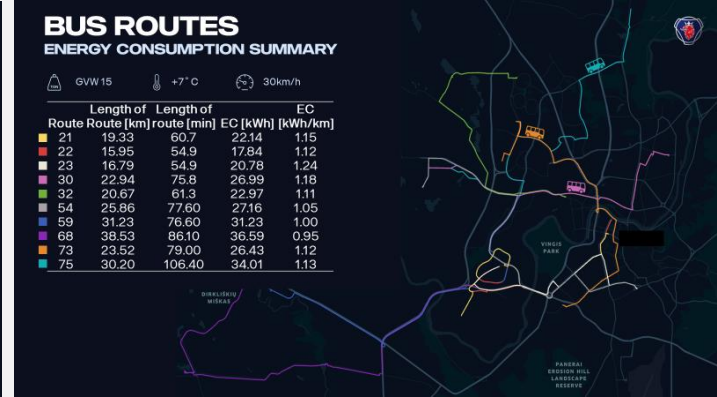 BUS ROUTES
ENERGY CONSUMPTION SUMMARY
GVW 15 +7°C 30km/h
Length of Length of EC
Route Route [km] route [min] EC [kWh] [kWh/km]
21 19.33 60.7 22.14 1.15
22 15.95 54.9 17.84 1.12
23 16.79 54.9 20.78 1.24
30 22.94 75.8 26.99 1.18
32 20.67 61.3 22.97 1.11
54 25.86 77.60 27.16 1.05
59 31.23 76.60 31.23 1.00
68 38.53 86.10 36.59 0.95
73 23.52 79.00 26.43 1.12
75 30.20 106.40 34.01 1.13
VINGIS
PARK
BIRKLIŠKIŲ
MIŠKAS
PANERAI
EROSION HILL
LANDSCAPE
RESERVE